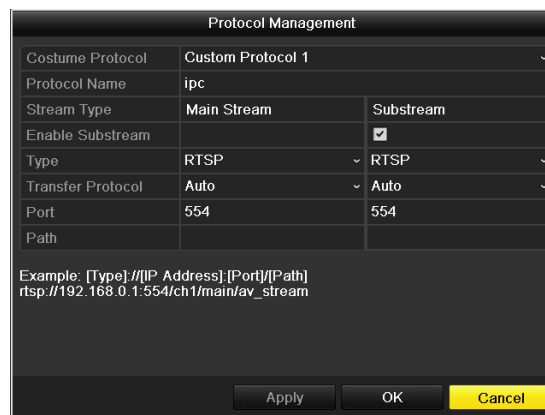 Protocol Management
Costume Protocol Custom Protocol 1
Protocol Name ipc
Stream Type Main Stream Substream
Enable Substream
Type RTSP RTSP
Transfer Protocol Auto Auto
Port 554 554
Path
Example: [Type]://[IP Address]:[Port]/[Path]
rtsp://192.168.0.1:554/ch1/main/av_stream
Apply OK Cancel